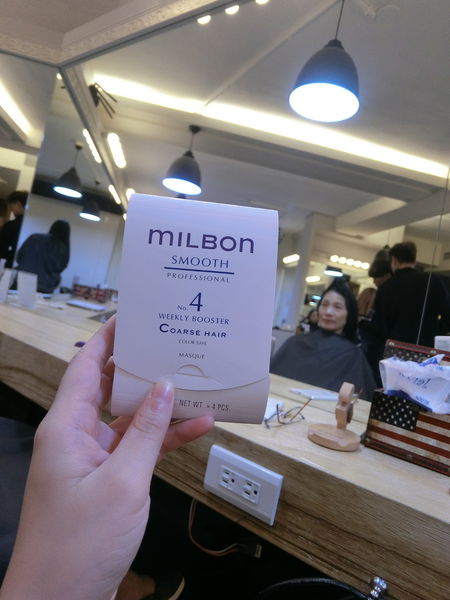 MILBON
SMOOTH
PROFESSIONAL
No. 4
WEEKLY BOOSTER
COARSE HAIR
COLOR SAFE
MASQUE
NET WT. × 4 PCS.